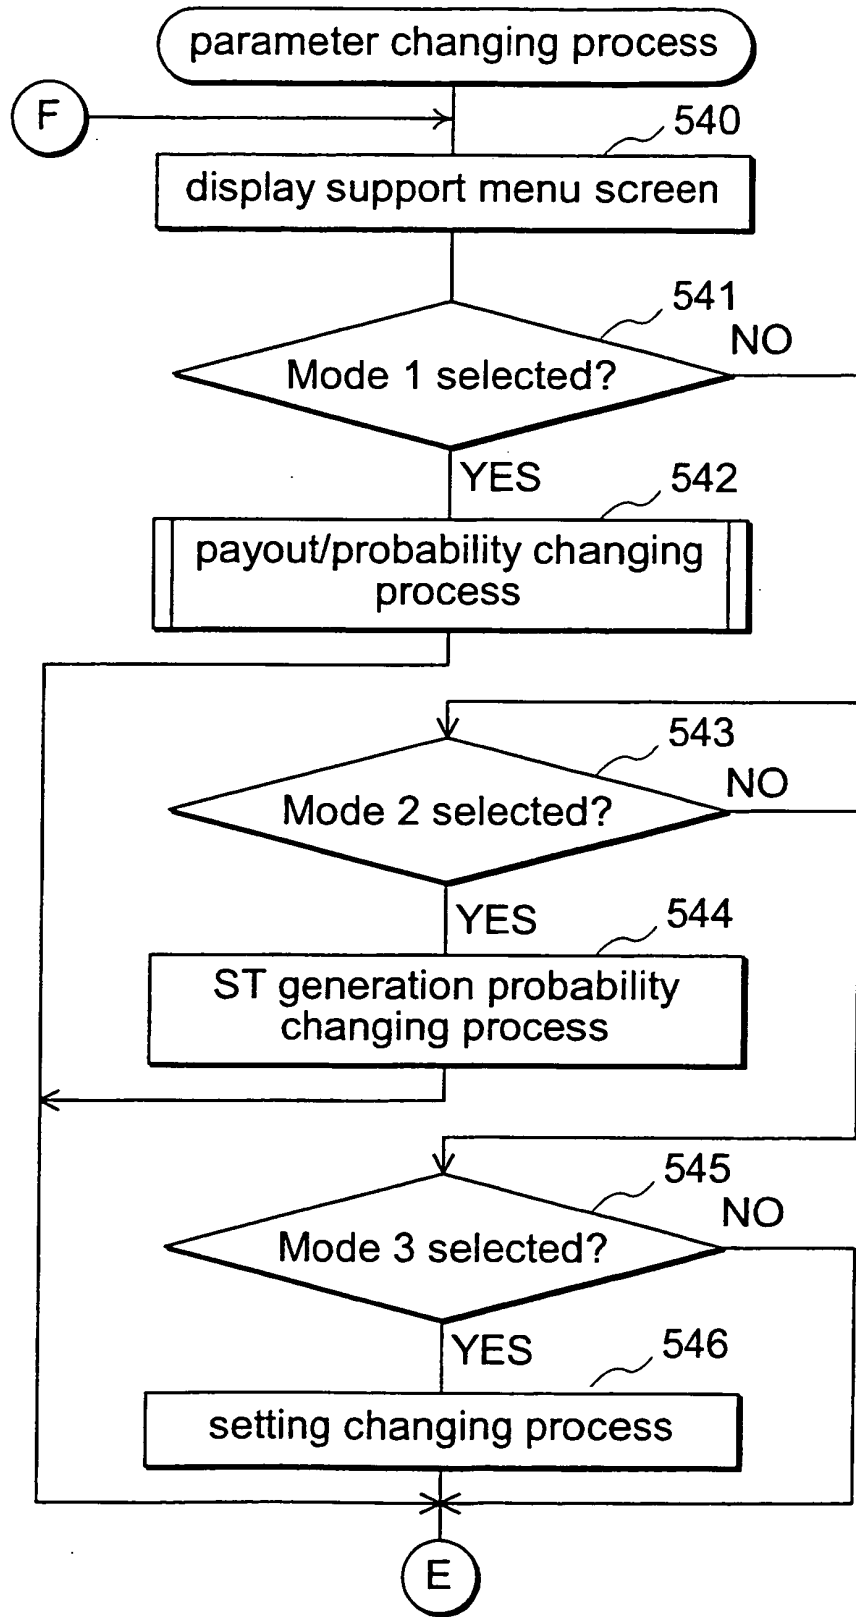 parameter changing process
F
540
display support menu screen
541
NO
Mode 1 selected?
YES
542
payout/probability changing
process
543
NO
Mode 2 selected?
YES
544
ST generation probability
changing process
545
NO
Mode 3 selected?
YES
546
setting changing process
E